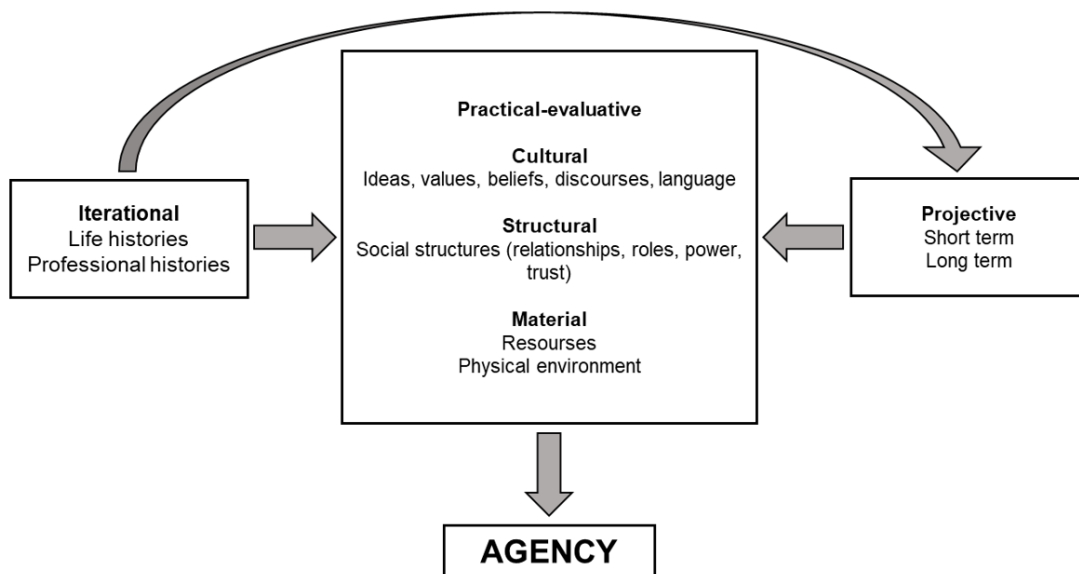 Practical-evaluative
Cultural
Ideas, values, beliefs, discourses, language
Structural
Social structures (relationships, roles, power,
trust)
Material
Resourses
Physical environment
Iterational
Life histories
Professional histories
Projective
Short term
Long term
AGENCY